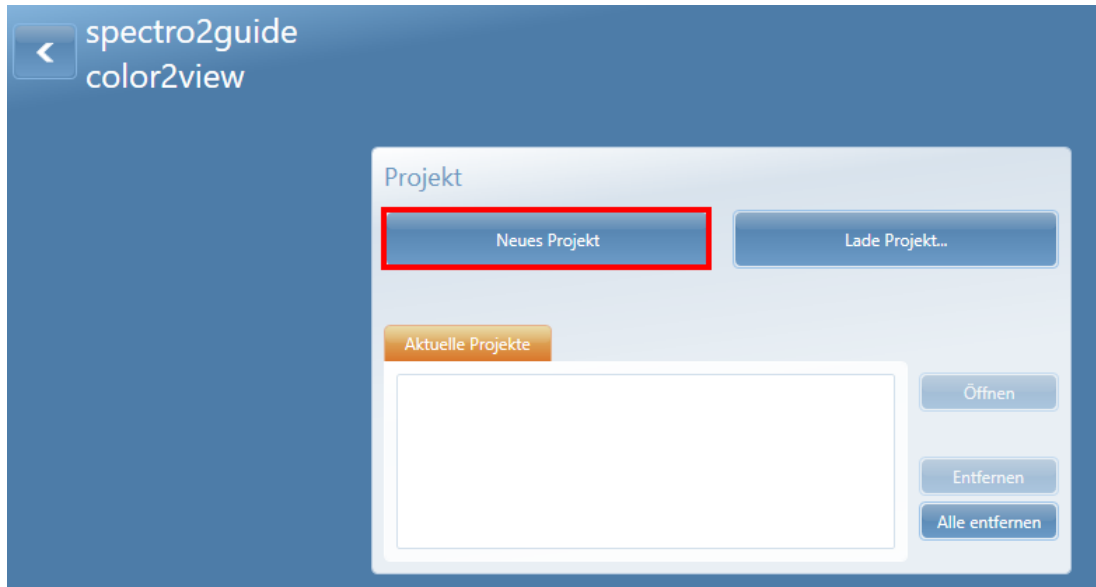 spectro2guide
color2view
Projekt
Neues Projekt
Lade Projekt...
Aktuelle Projekte
Öffnen
Entfernen
Alle entfernen